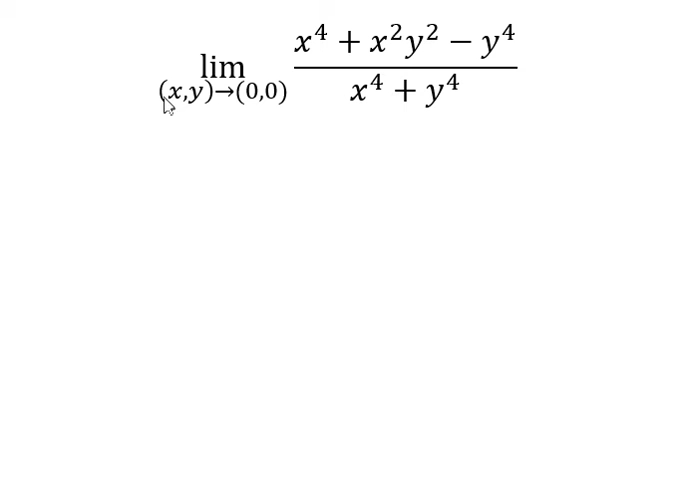 lim (x,y)→(0,0) x⁴ + x²y² − y⁴ / x⁴ + y⁴